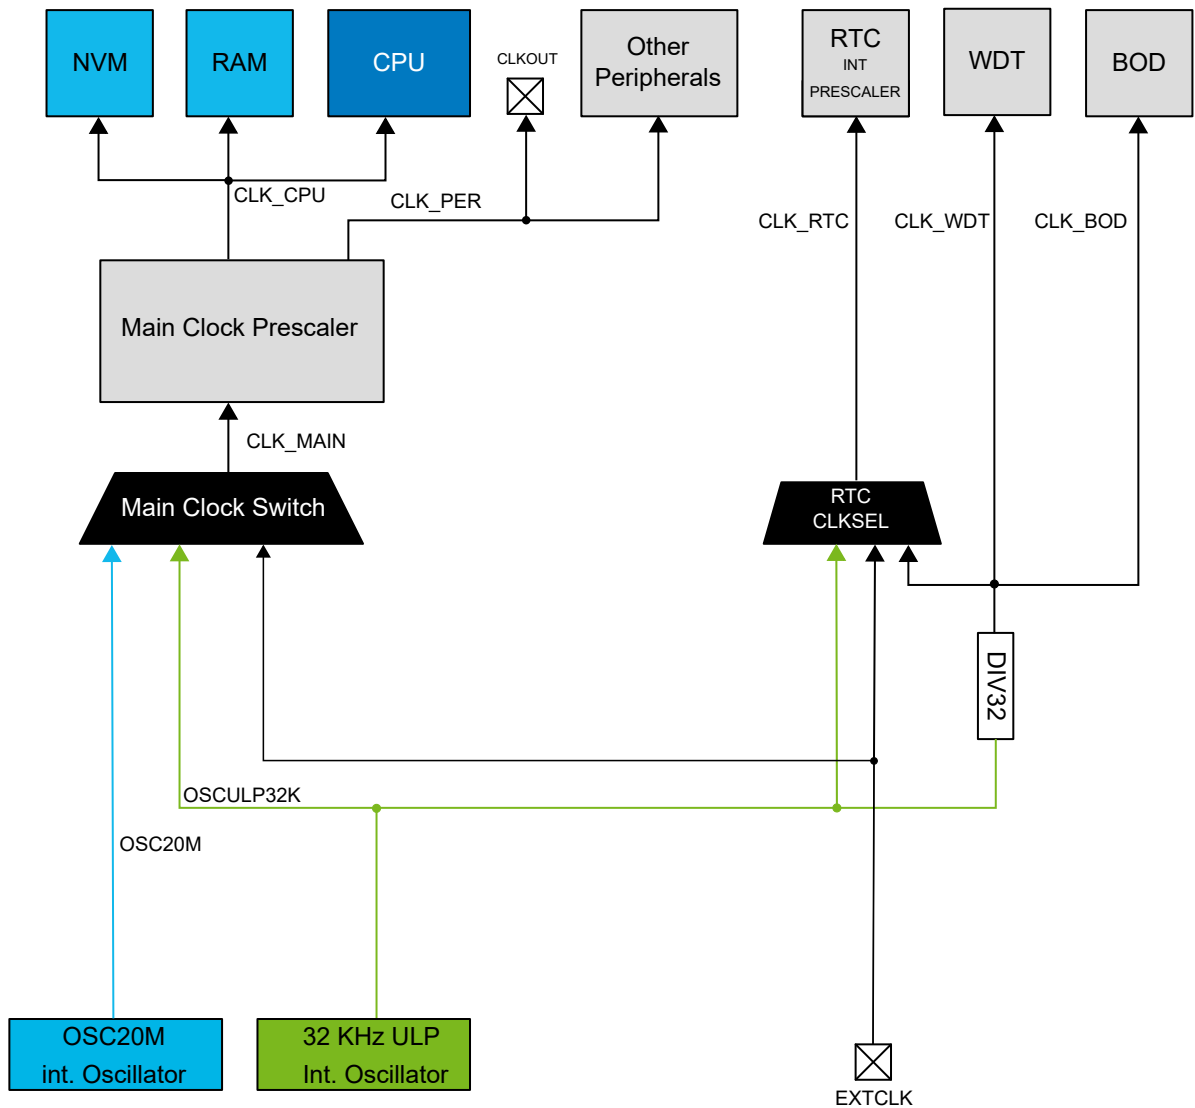 NVM
RAM
CPU
CLKOUT
Other
Peripherals
RTC
INT
PRESCALER
WDT
BOD
CLK_CPU
CLK_PER
CLK_RTC
CLK_WDT
CLK_BOD
Main Clock Prescaler
CLK_MAIN
Main Clock Switch
RTC
CLKSEL
DIV32
OSCULP32K
OSC20M
OSC20M
int. Oscillator
32 KHz ULP
Int. Oscillator
EXTCLK